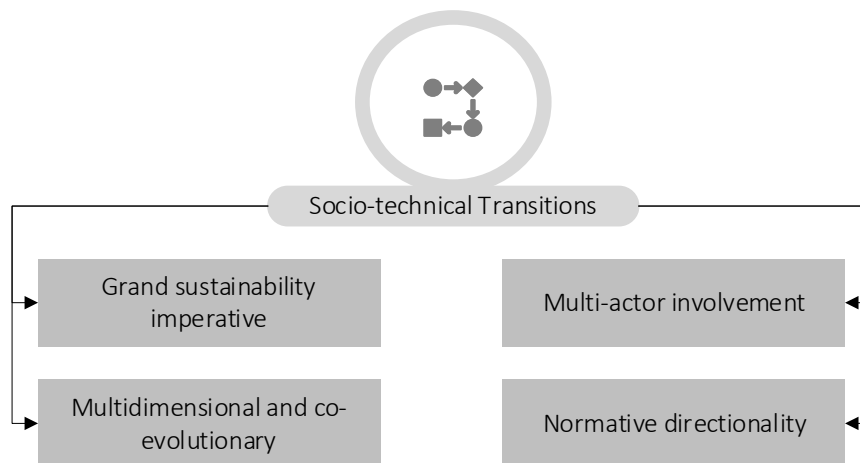 Socio-technical Transitions
Grand sustainability
imperative
Multi-actor involvement
Multidimensional and co-
evolutionary
Normative directionality